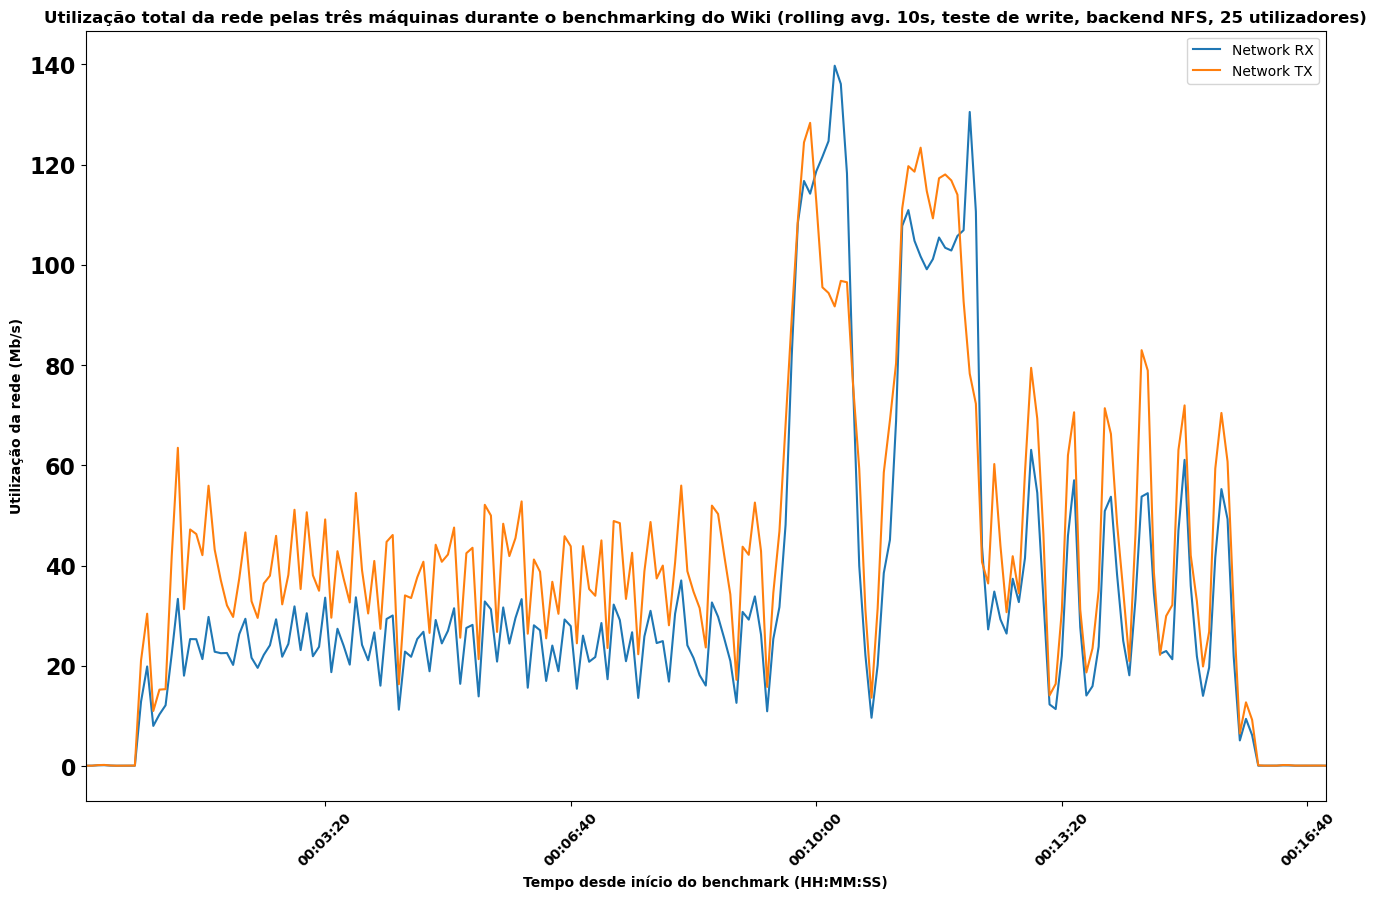 Utilização total da rede pelas três máquinas durante o benchmarking do Wiki (rolling avg. 10s, teste de write, backend NFS, 25 utilizadores)
Network RX
Network TX
Utilização da rede (Mb/s)
140
120
100
80
60
40
20
0
00:03:20
00:06:40
00:10:00
00:13:20
00:16:40
Tempo desde início do benchmark (HH:MM:SS)